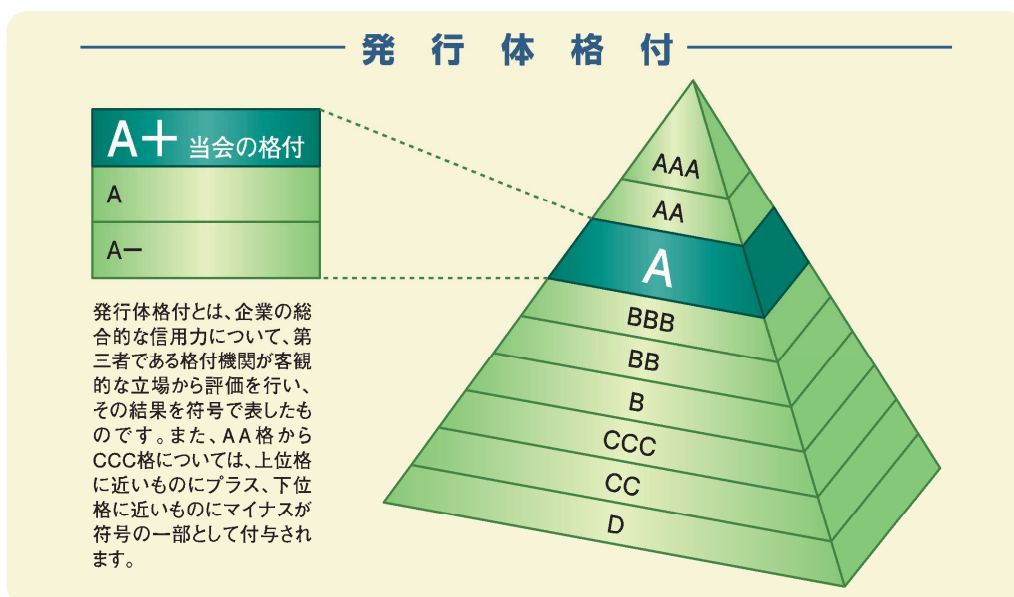 発行体格付
A+ 当会の格付
A
A−
発行体格付とは、企業の総
合的な信用力について、第
三者である格付機関が客観
的な立場から評価を行い、
その結果を符号で表したも
のです。また、AA格から
CCC格については、上位格
に近いものにプラス、下位
格に近いものにマイナスが
符号の一部として付与され
ます。
AAA
AA
A
BBB
BB
B
CCC
CC
D